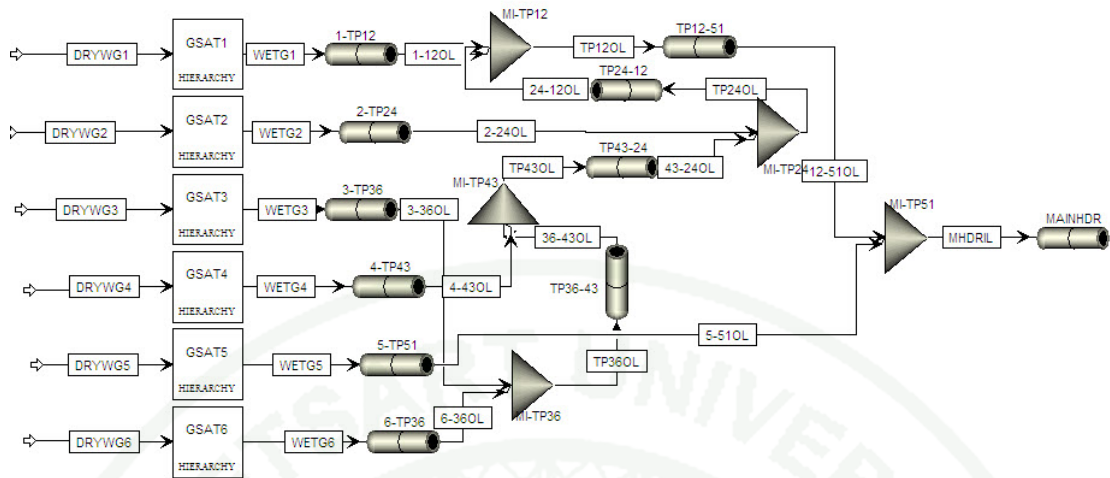 MI-TP12
DRYWG1
GSAT1
HIERARCHY
WETG1
1-TP12
1-12OL
TP12OL
TP12-51
TP24-12
24-12OL
TP24OL
DRYWG2
GSAT2
HIERARCHY
WETG2
2-TP24
2-24OL
TP43-24
TP43OL
43-24OL
MI-TP24
12-51OL
MI-TP43
DRYWG3
GSAT3
HIERARCHY
WETG3
3-TP36
3-36OL
36-43OL
MI-TP51
MHDRIL
MAINHDR
DRYWG4
GSAT4
HIERARCHY
WETG4
4-TP43
4-43OL
TP36-43
5-51OL
DRYWG5
GSAT5
HIERARCHY
WETG5
5-TP51
TP36OL
DRYWG6
GSAT6
HIERARCHY
WETG6
6-TP36
6-36OL
MI-TP36
TSART UNIVER